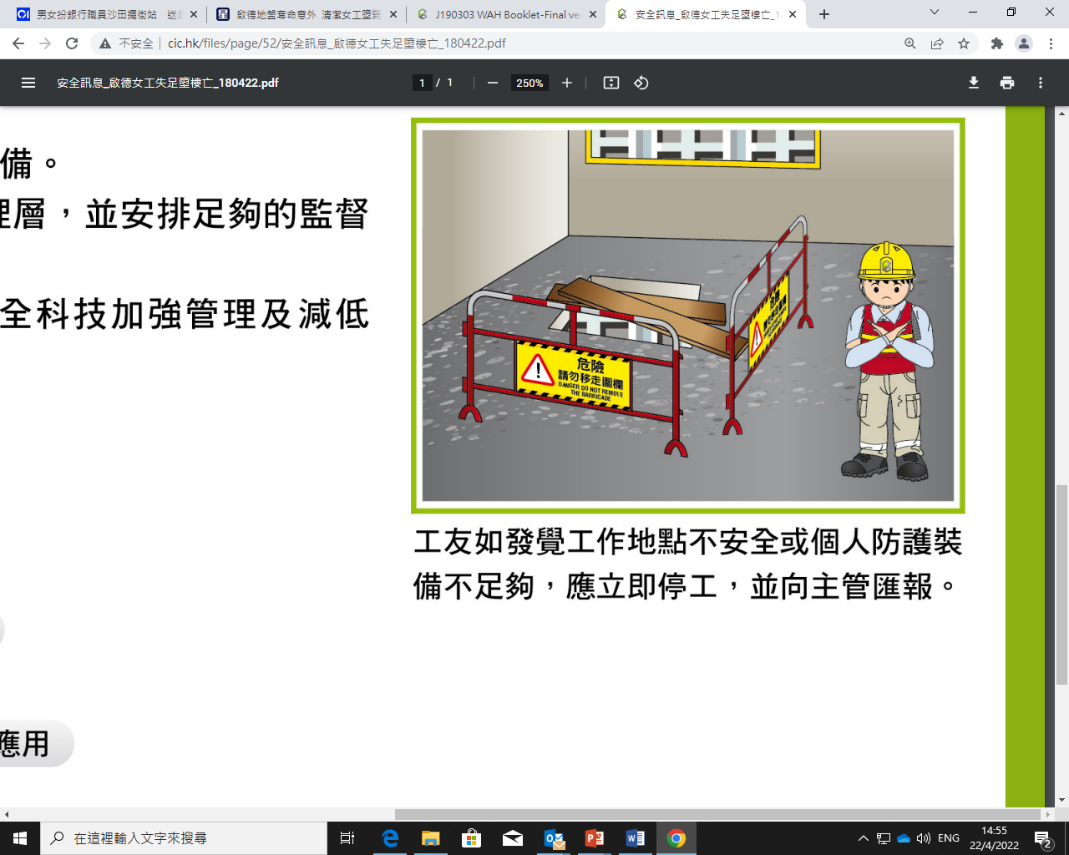 男女扮銀行職員沙田擺街站
啟德地盤奪命意外 清潔女工墮斃
J190303 WAH Booklet-Final ve
安全訊息_啟德女工失足墮樓亡_1
不安全 | cic.hk/files/page/52/安全訊息_啟德女工失足墮樓亡_180422.pdf
安全訊息_啟德女工失足墮樓亡_180422.pdf
1 / 1
250%
備。
理層，並安排足夠的監督
全科技加強管理及減低
危險
請勿移走圍欄
DANGER DO NOT REMOVE
THE BARRICADE
危險
工友如發覺工作地點不安全或個人防護裝
備不足夠，應立即停工，並向主管匯報。
應用
在這裡輸入文字來搜尋
ENG
14:55
22/4/2022
2